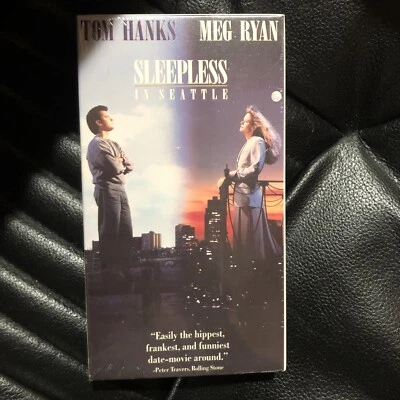 TOM HANKS MEG RYAN
SLEEPLESS
IN SEATTLE
"Easily the hippest,
frankest, and funniest
date-movie around."
-Peter Travers, Rolling Stone